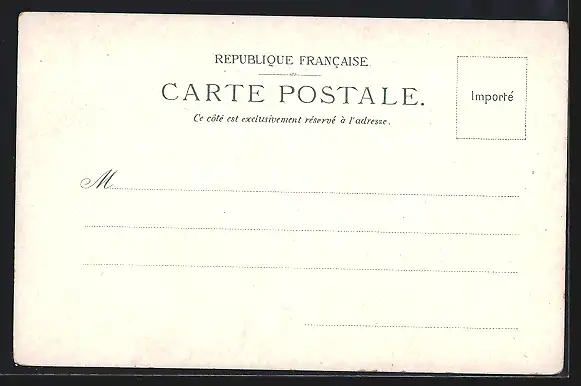 REPUBLIQUE FRANÇAISE
CARTE POSTALE.
Ce côté est exclusivement réservé à l'adresse.
Importé
M